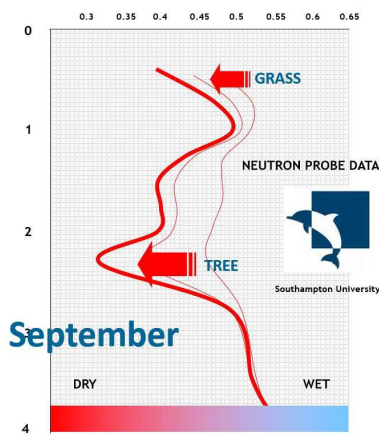 0.3 0.35 0.4 0.45 0.5 0.55 0.6 0.65
0
GRASS
1
NEUTRON PROBE DATA
2
TREE
Southampton University
3
September
DRY WET
4